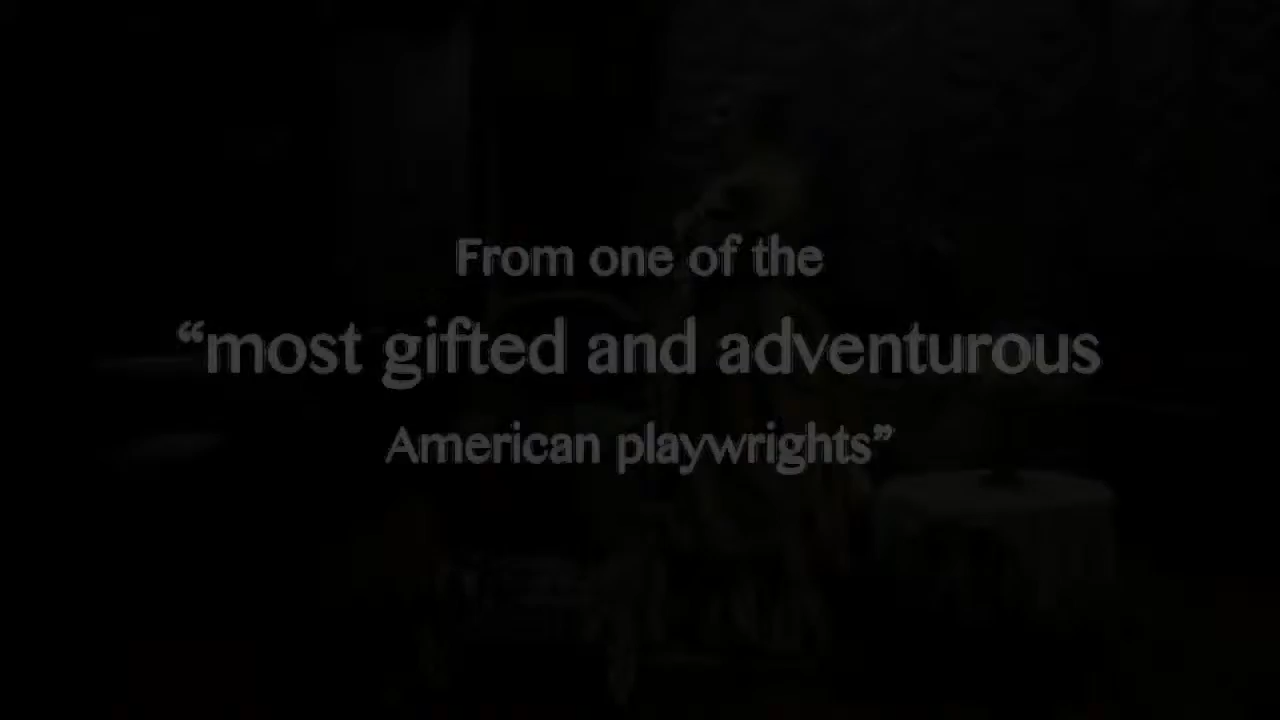 From one of the
“most gifted and adventurous
American playwrights”